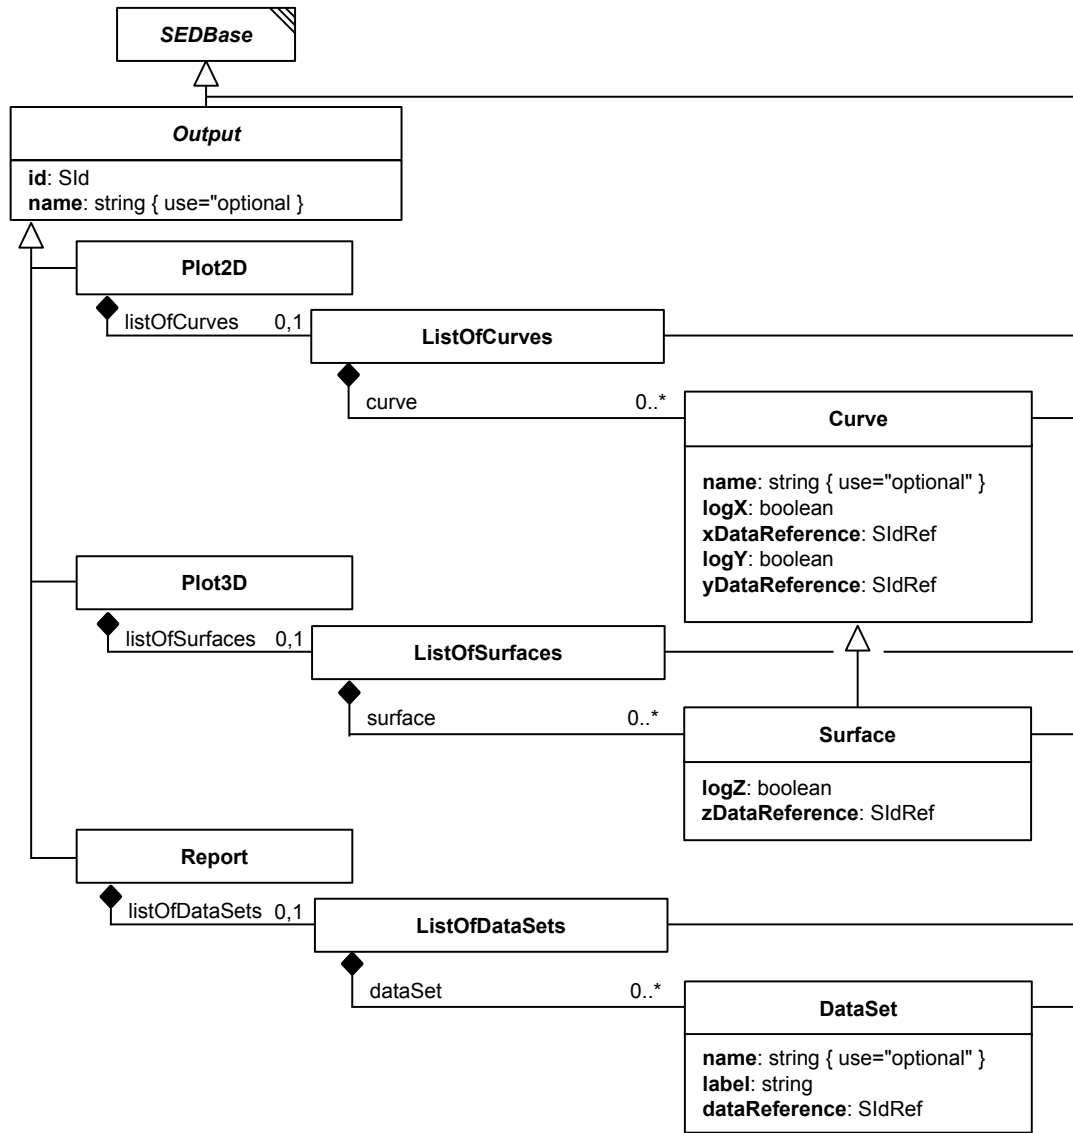 SEDBase
Output
id: SId
name: string { use="optional }
Plot2D
listOfCurves 0,1
ListOfCurves
curve 0..*
Curve
name: string { use="optional" }
logX: boolean
xDataReference: SIdRef
logY: boolean
yDataReference: SIdRef
Plot3D
listOfSurfaces 0,1
ListOfSurfaces
surface 0..*
Surface
logZ: boolean
zDataReference: SIdRef
Report
listOfDataSets 0,1
ListOfDataSets
dataSet 0..*
DataSet
name: string { use="optional" }
label: string
dataReference: SIdRef